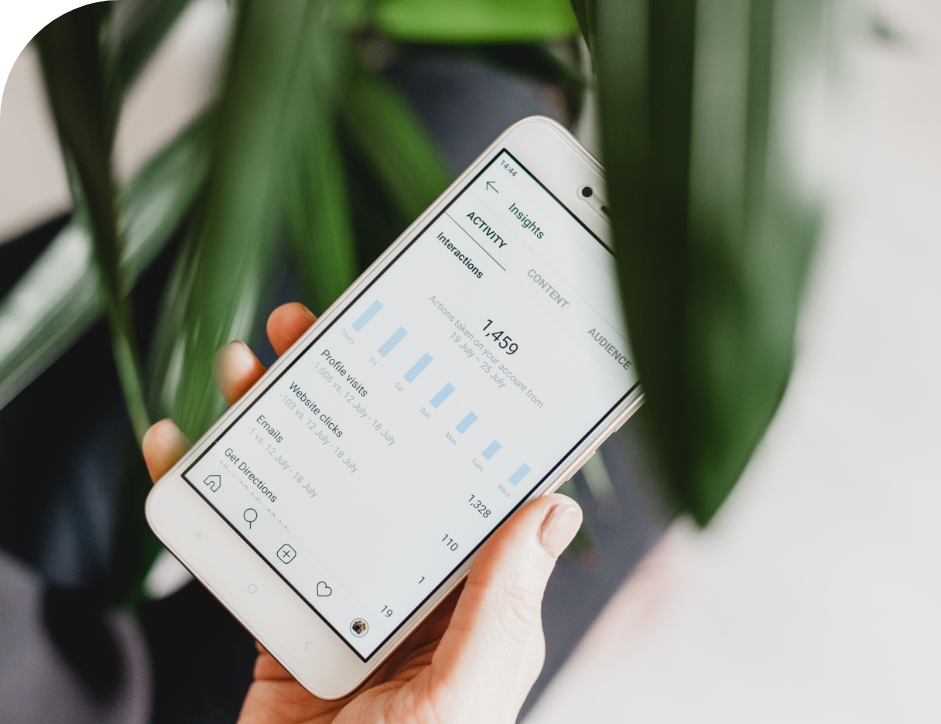 14:44
Insights
ACTIVITY
CONTENT
AUDIENCE
Interactions
1,459
Actions taken on your account from
19 July – 25 July
Thurs
Fri
Sat
Sun
Mon
Tues
Wed
Profile visits
1,328
-1,006 vs. 12 July - 18 July
Website clicks
110
-103 vs. 12 July - 18 July
Emails
1
-1 vs. 12 July - 18 July
Get Directions
19